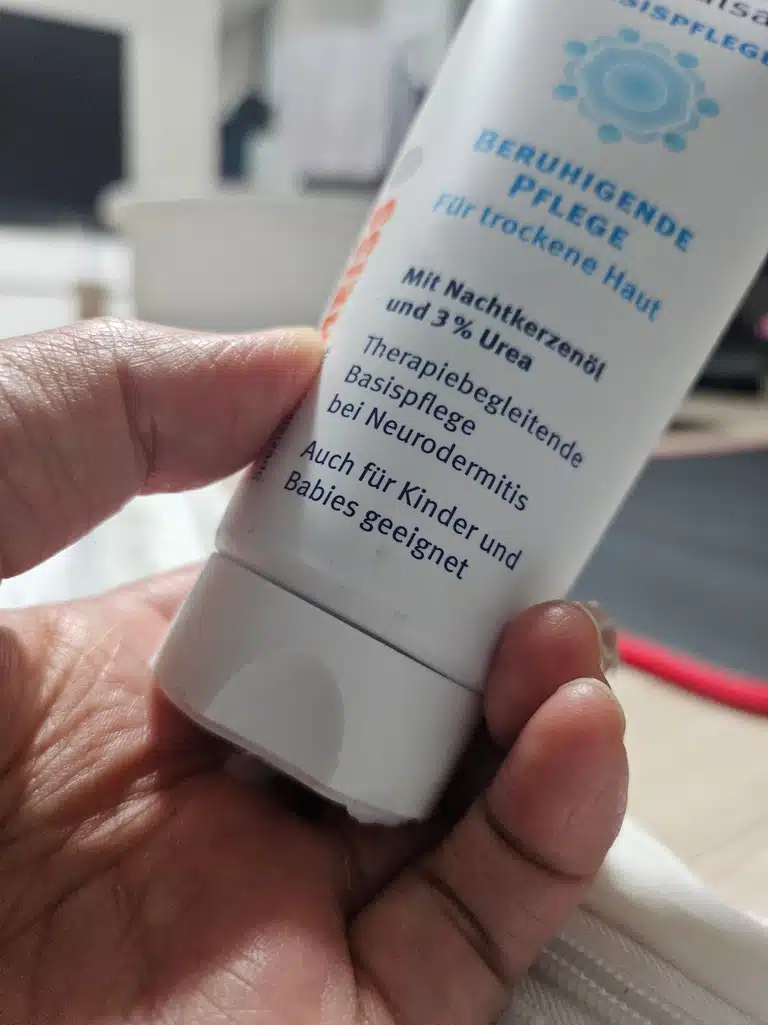 BASISPFLEGE
BERUHIGENDE
PFLEGE
Für trockene Haut
Mit Nachtkerzenöl
und 3 % Urea
Therapiebegleitende
Basispflege
bei Neurodermitis
Auch für Kinder und
Babies geeignet